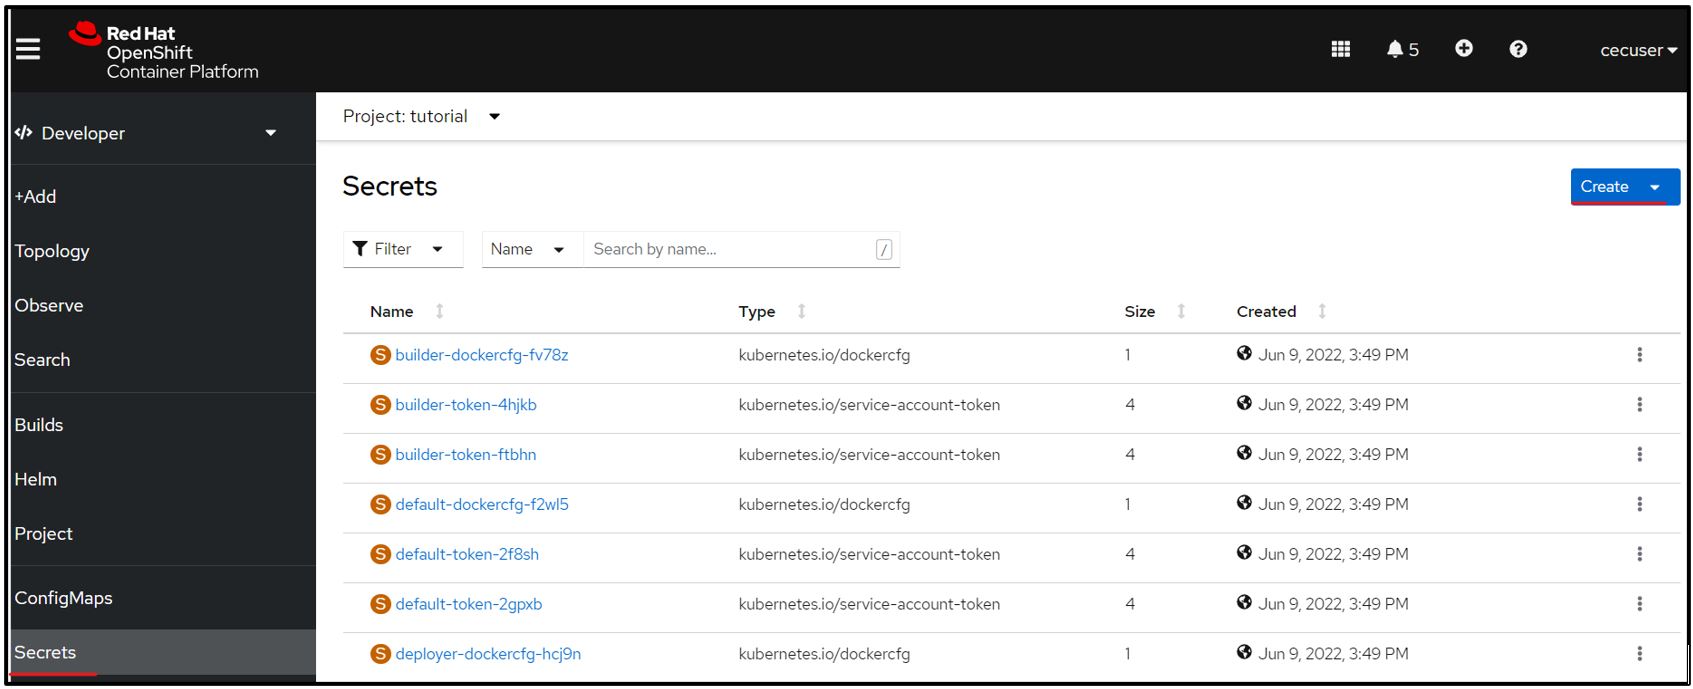 Red Hat
OpenShift
Container Platform
5
cecuser
Developer
+Add
Topology
Observe
Search
Builds
Helm
Project
ConfigMaps
Secrets
Project: tutorial
Secrets
Create
Filter
Name
Search by name...
/
Name Type Size Created
S builder-dockercfg-fv78z kubernetes.io/dockercfg 1 Jun 9, 2022, 3:49 PM
S builder-token-4hjkb kubernetes.io/service-account-token 4 Jun 9, 2022, 3:49 PM
S builder-token-ftbhn kubernetes.io/service-account-token 4 Jun 9, 2022, 3:49 PM
S default-dockercfg-f2wl5 kubernetes.io/dockercfg 1 Jun 9, 2022, 3:49 PM
S default-token-2f8sh kubernetes.io/service-account-token 4 Jun 9, 2022, 3:49 PM
S default-token-2gpxb kubernetes.io/service-account-token 4 Jun 9, 2022, 3:49 PM
S deployer-dockercfg-hcj9n kubernetes.io/dockercfg 1 Jun 9, 2022, 3:49 PM